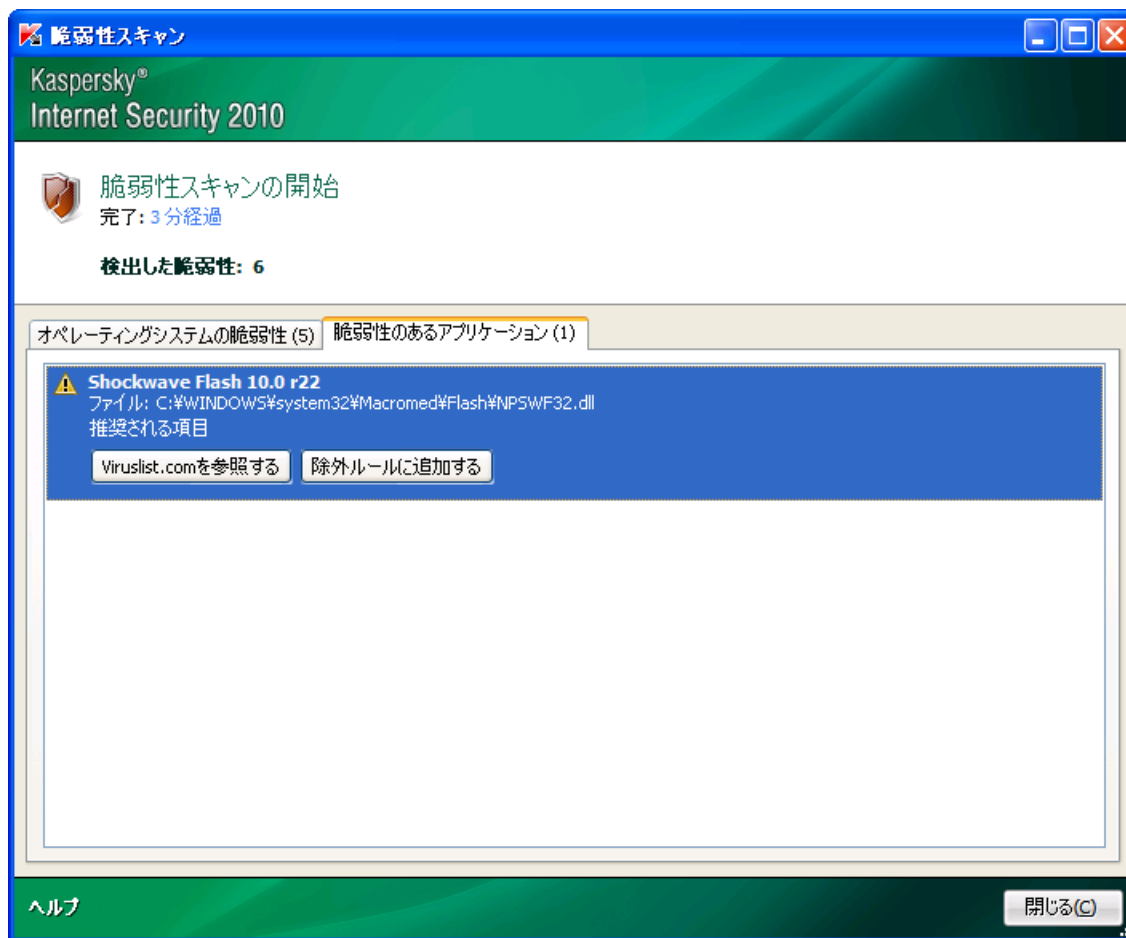 脆弱性スキャン
Kaspersky®
Internet Security 2010
脆弱性スキャンの開始
完了: 3 分経過
検出した脆弱性: 6
オペレーティングシステムの脆弱性 (5) 脆弱性のあるアプリケーション (1)
Shockwave Flash 10.0 r22
ファイル: C:¥WINDOWS¥system32¥Macromed¥Flash¥NPSWF32.dll
推奨される項目
Viruslist.comを参照する 除外ルールに追加する
ヘルプ 閉じる(C)